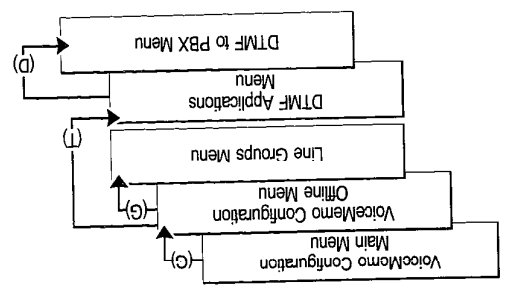 VoiceMemo Configuration
Main Menu
(G)
VoiceMemo Configuration
Offline Menu
(G)
Line Groups Menu
(T)
DTMF Applications
Menu
(D)
DTMF to PBX Menu